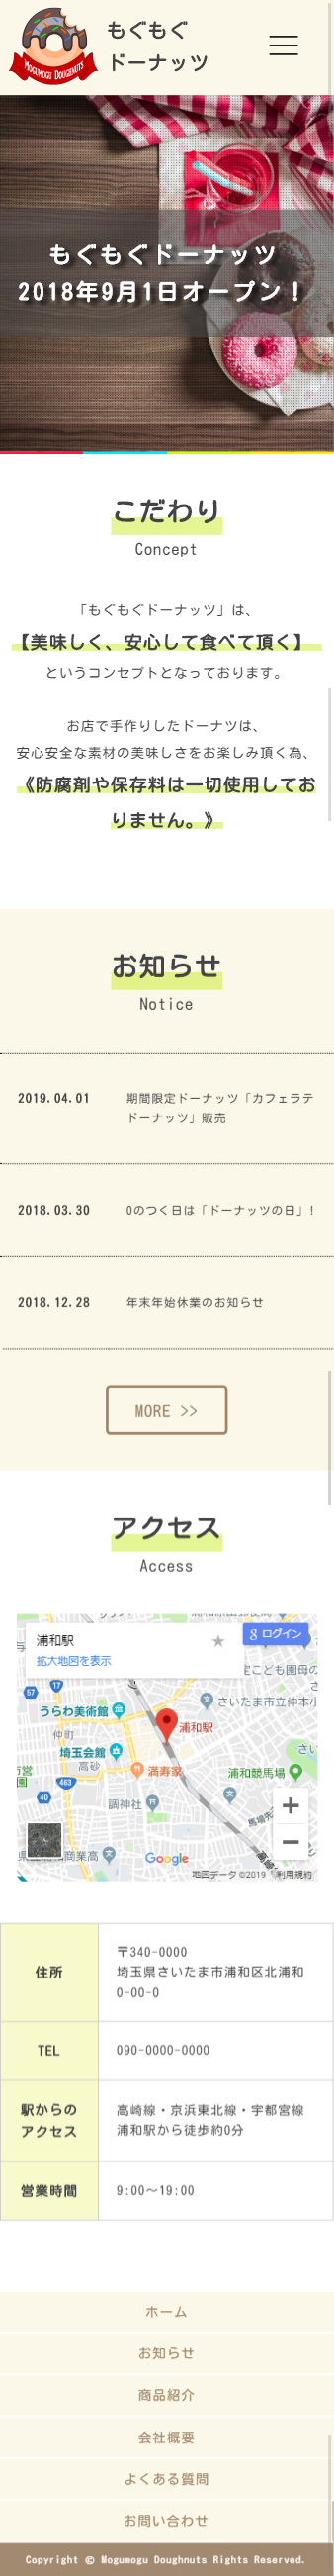 MOGUMOGU DOUGHNUTS
もぐもぐ
ドーナッツ
もぐもぐドーナッツ
2018年9月1日オープン！
こだわり
Concept
「もぐもぐドーナッツ」は、
【美味しく、安心して食べて頂く】
というコンセプトとなっております。
お店で手作りしたドーナツは、
安心安全な素材の美味しさをお楽しみ頂く為、
《防腐剤や保存料は一切使用してお
りません。》
お知らせ
Notice
2019.04.01
期間限定ドーナッツ「カフェラテ
ドーナッツ」販売
2018.03.30
0のつく日は「ドーナッツの日」！
2018.12.28
年末年始休業のお知らせ
MORE >>
アクセス
Access
浦和駅
拡大地図を表示
ログイン
定こども園母の
さいたま市立仲本小
17
うらわ美術館
仲町
浦和駅
埼玉会館
高砂
満寿家
463
40
調神社
浦和競馬場
県立浦和商業高
Google
地図データ ©2019
利用規約
住所
〒340-0000
埼玉県さいたま市浦和区北浦和
0-00-0
TEL
090-0000-0000
駅からの
アクセス
高崎線・京浜東北線・宇都宮線
浦和駅から徒歩約0分
営業時間
9:00～19:00
ホーム
お知らせ
商品紹介
会社概要
よくある質問
お問い合わせ
Copyright © Mogumogu Doughnuts Rights Reserved.